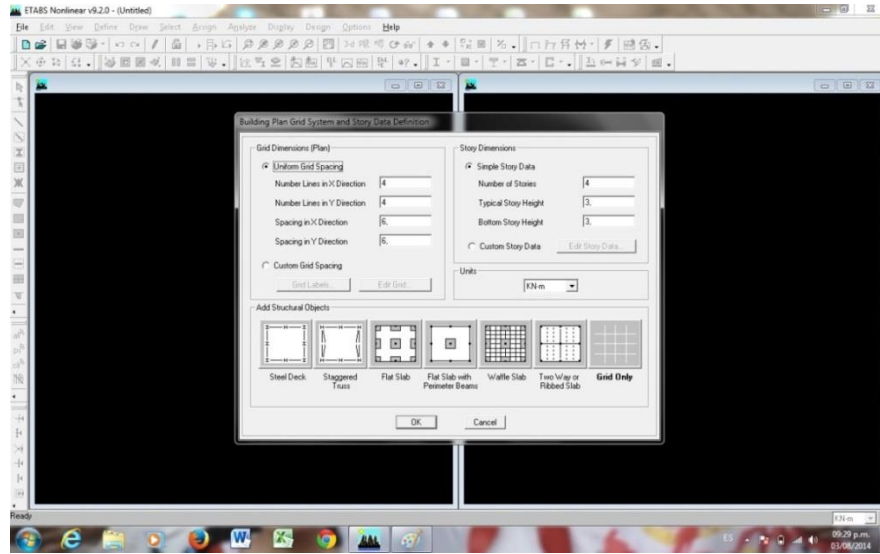 ETABS Nonlinear v9.2.0 - (Untitled)
File Edit View Define Draw Select Assign Analyze Display Design Options Help
Building Plan Grid System and Story Data Definition
Grid Dimensions (Plan)
Uniform Grid Spacing
Number Lines in X Direction 4
Number Lines in Y Direction 4
Spacing in X Direction 6.
Spacing in Y Direction 6.
Custom Grid Spacing
Grid Labels... Edit Grid...
Story Dimensions
Simple Story Data
Number of Stories 4
Typical Story Height 3.
Bottom Story Height 3.
Custom Story Data Edit Story Data...
Units
KN-m
Add Structural Objects
Steel Deck
Staggered Truss
Flat Slab
Flat Slab with Perimeter Beams
Waffle Slab
Two Way or Ribbed Slab
Grid Only
OK Cancel
Ready KN-m
ES 09:29 p.m.
03/08/2014